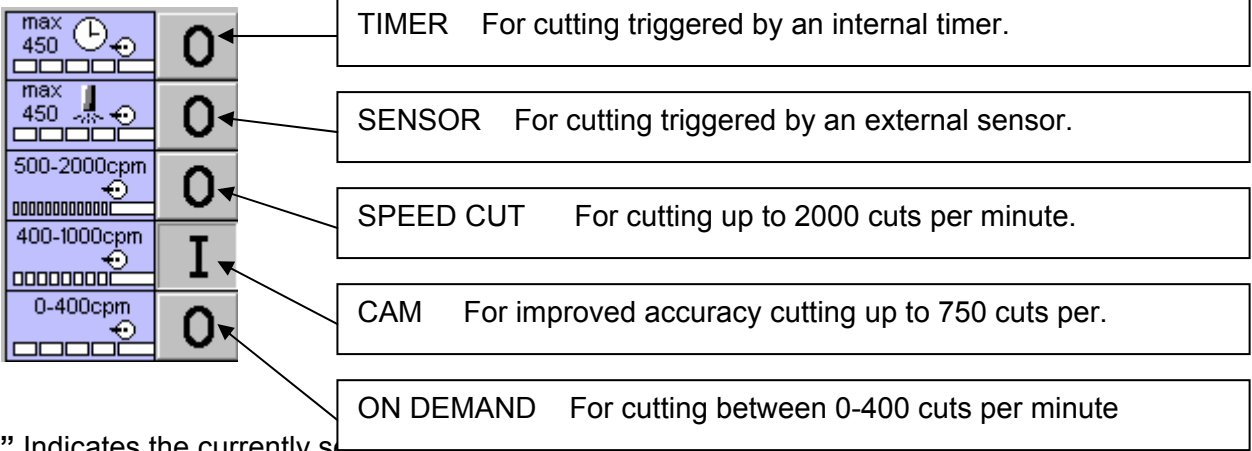 max
450
O
TIMER For cutting triggered by an internal timer.
max
450
O
SENSOR For cutting triggered by an external sensor.
500-2000cpm
O
SPEED CUT For cutting up to 2000 cuts per minute.
400-1000cpm
I
CAM For improved accuracy cutting up to 750 cuts per.
0-400cpm
O
ON DEMAND For cutting between 0-400 cuts per minute
” Indicates the currently